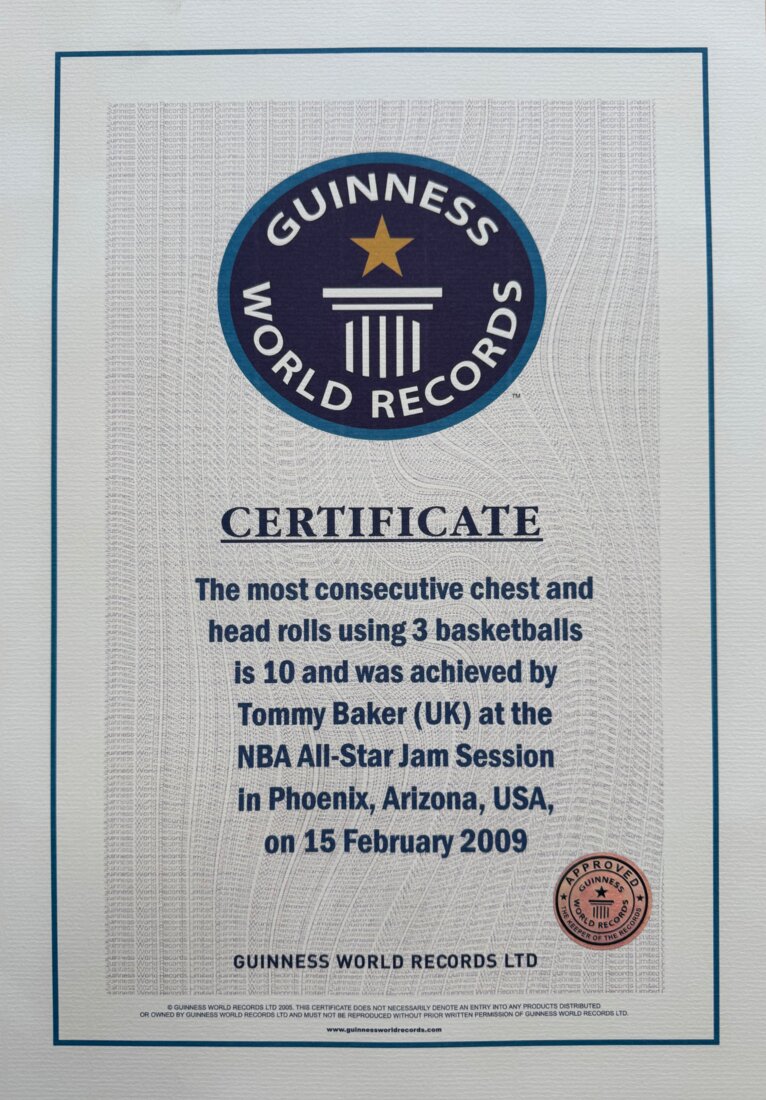 GUINNESS
WORLD RECORDS
™
CERTIFICATE
The most consecutive chest and
head rolls using 3 basketballs
is 10 and was achieved by
Tommy Baker (UK) at the
NBA All-Star Jam Session
in Phoenix, Arizona, USA,
on 15 February 2009
APPROVED
GUINNESS
WORLD RECORDS
THE KEEPER OF THE RECORDS
GUINNESS WORLD RECORDS LTD
© GUINNESS WORLD RECORDS LTD 2005. THIS CERTIFICATE DOES NOT NECESSARILY DENOTE AN ENTRY INTO ANY PRODUCTS DISTRIBUTED
OR OWNED BY GUINNESS WORLD RECORDS LTD AND MUST NOT BE REPRODUCED WITHOUT PRIOR WRITTEN PERMISSION OF GUINNESS WORLD RECORDS LTD.
www.guinnessworldrecords.com